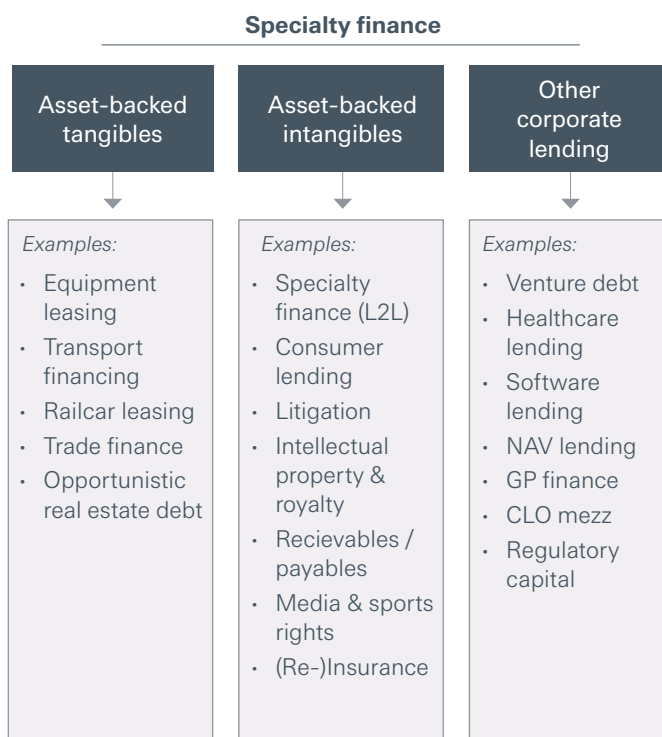 Specialty finance
Asset-backed
tangibles
Examples:
· Equipment
leasing
· Transport
financing
· Railcar leasing
· Trade finance
· Opportunistic
real estate debt
Asset-backed
intangibles
Examples:
· Specialty
finance (L2L)
· Consumer
lending
· Litigation
· Intellectual
property &
royalty
· Recievables /
payables
· Media & sports
rights
· (Re-)Insurance
Other
corporate
lending
Examples:
· Venture debt
· Healthcare
lending
· Software
lending
· NAV lending
· GP finance
· CLO mezz
· Regulatory
capital